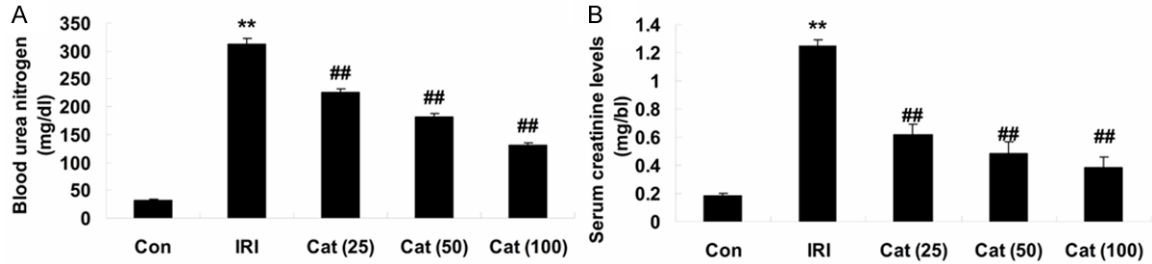 A
Blood urea nitrogen
(mg/dl)
350
300
250
200
150
100
50
0
**
##
##
##
Con
IRI
Cat (25)
Cat (50)
Cat (100)
B
Serum creatinine levels
(mg/bl)
1.4
1.2
1
0.8
0.6
0.4
0.2
0
**
##
##
##
Con
IRI
Cat (25)
Cat (50)
Cat (100)